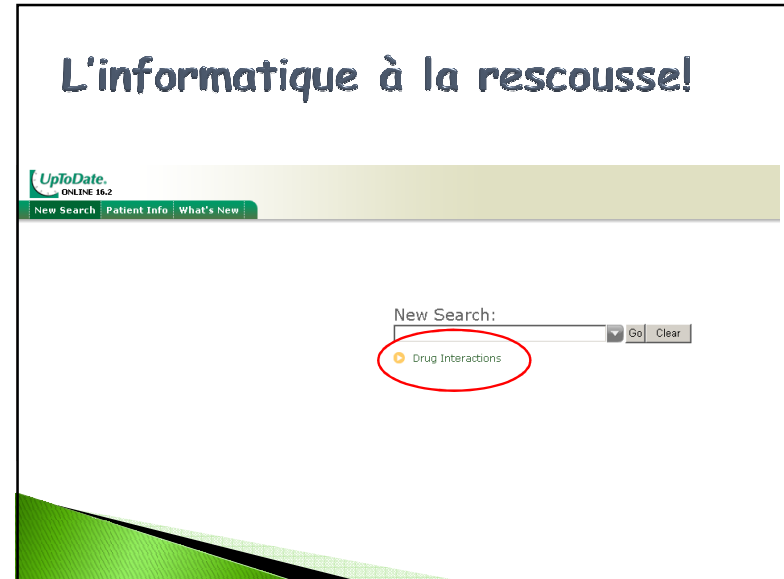 L'informatique à la rescousse!
UpToDate.
ONLINE 16.2
New Search Patient Info What's New
New Search:
Go Clear
Drug Interactions